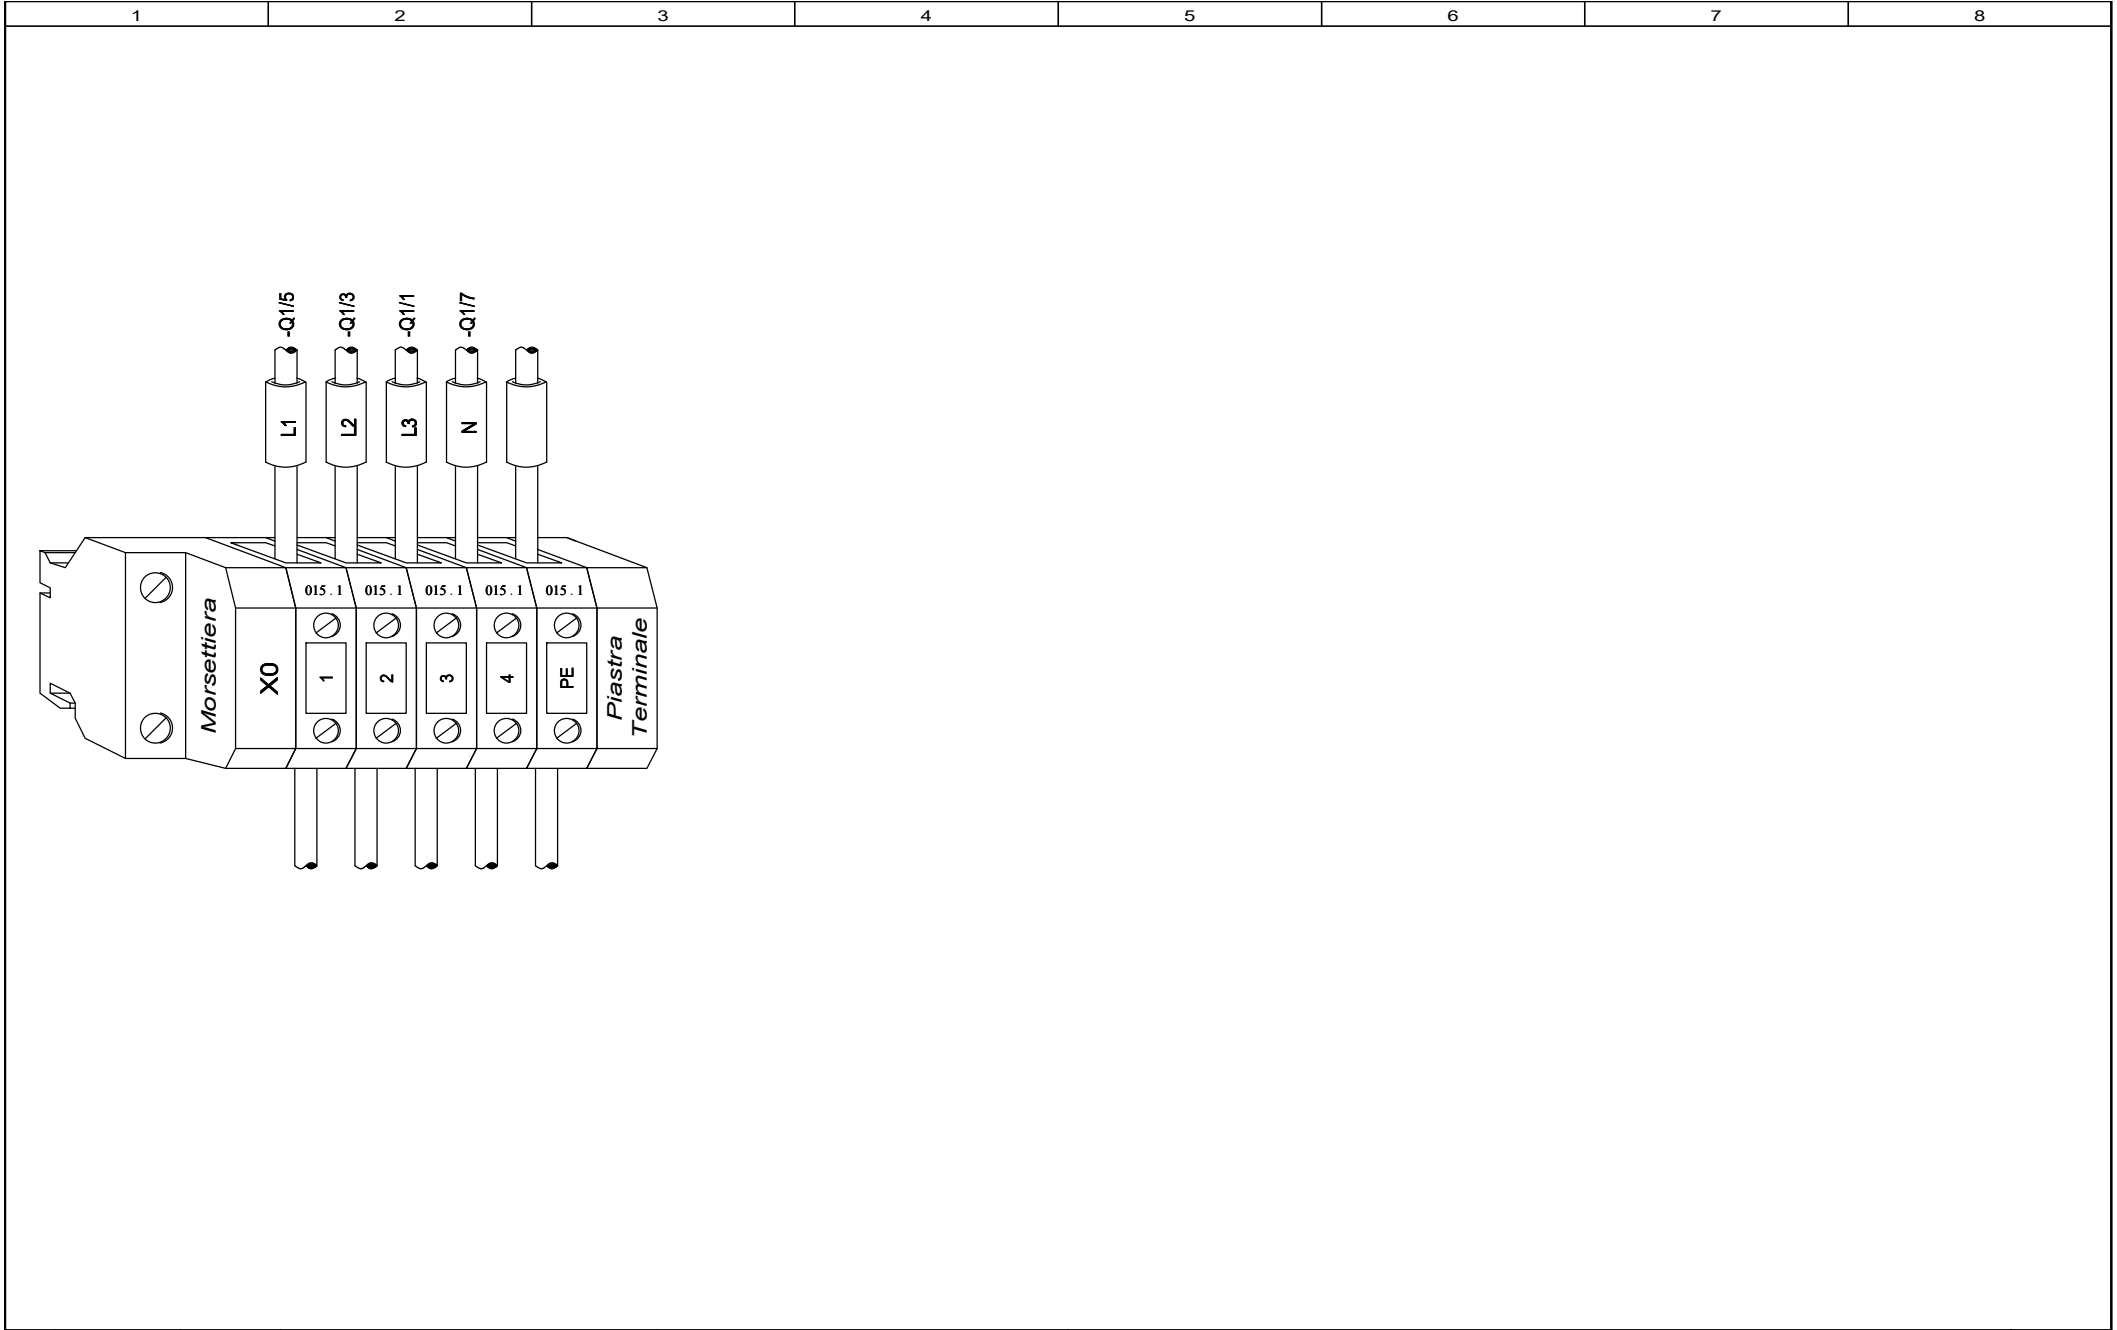 1 2 3 4 5 6 7 8
-Q1/5 -Q1/3 -Q1/1 -Q1/7
L1 L2 L3 N
015.1 015.1 015.1 015.1 015.1
Morsettiera
X0
1 2 3 4 PE
Piastra
Terminale